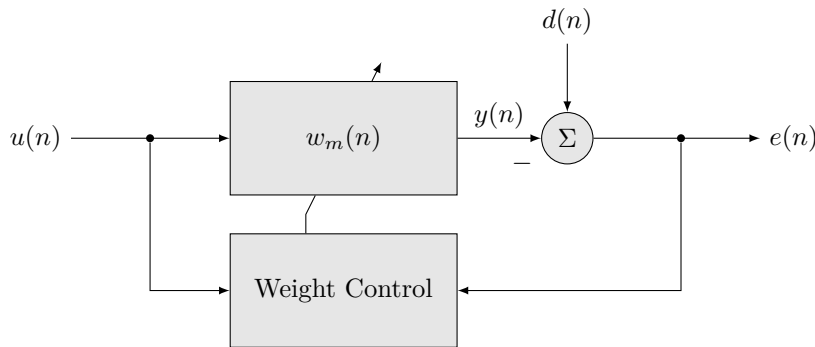 d(n)
u(n)
w_m(n)
y(n)
Σ
−
e(n)
Weight Control